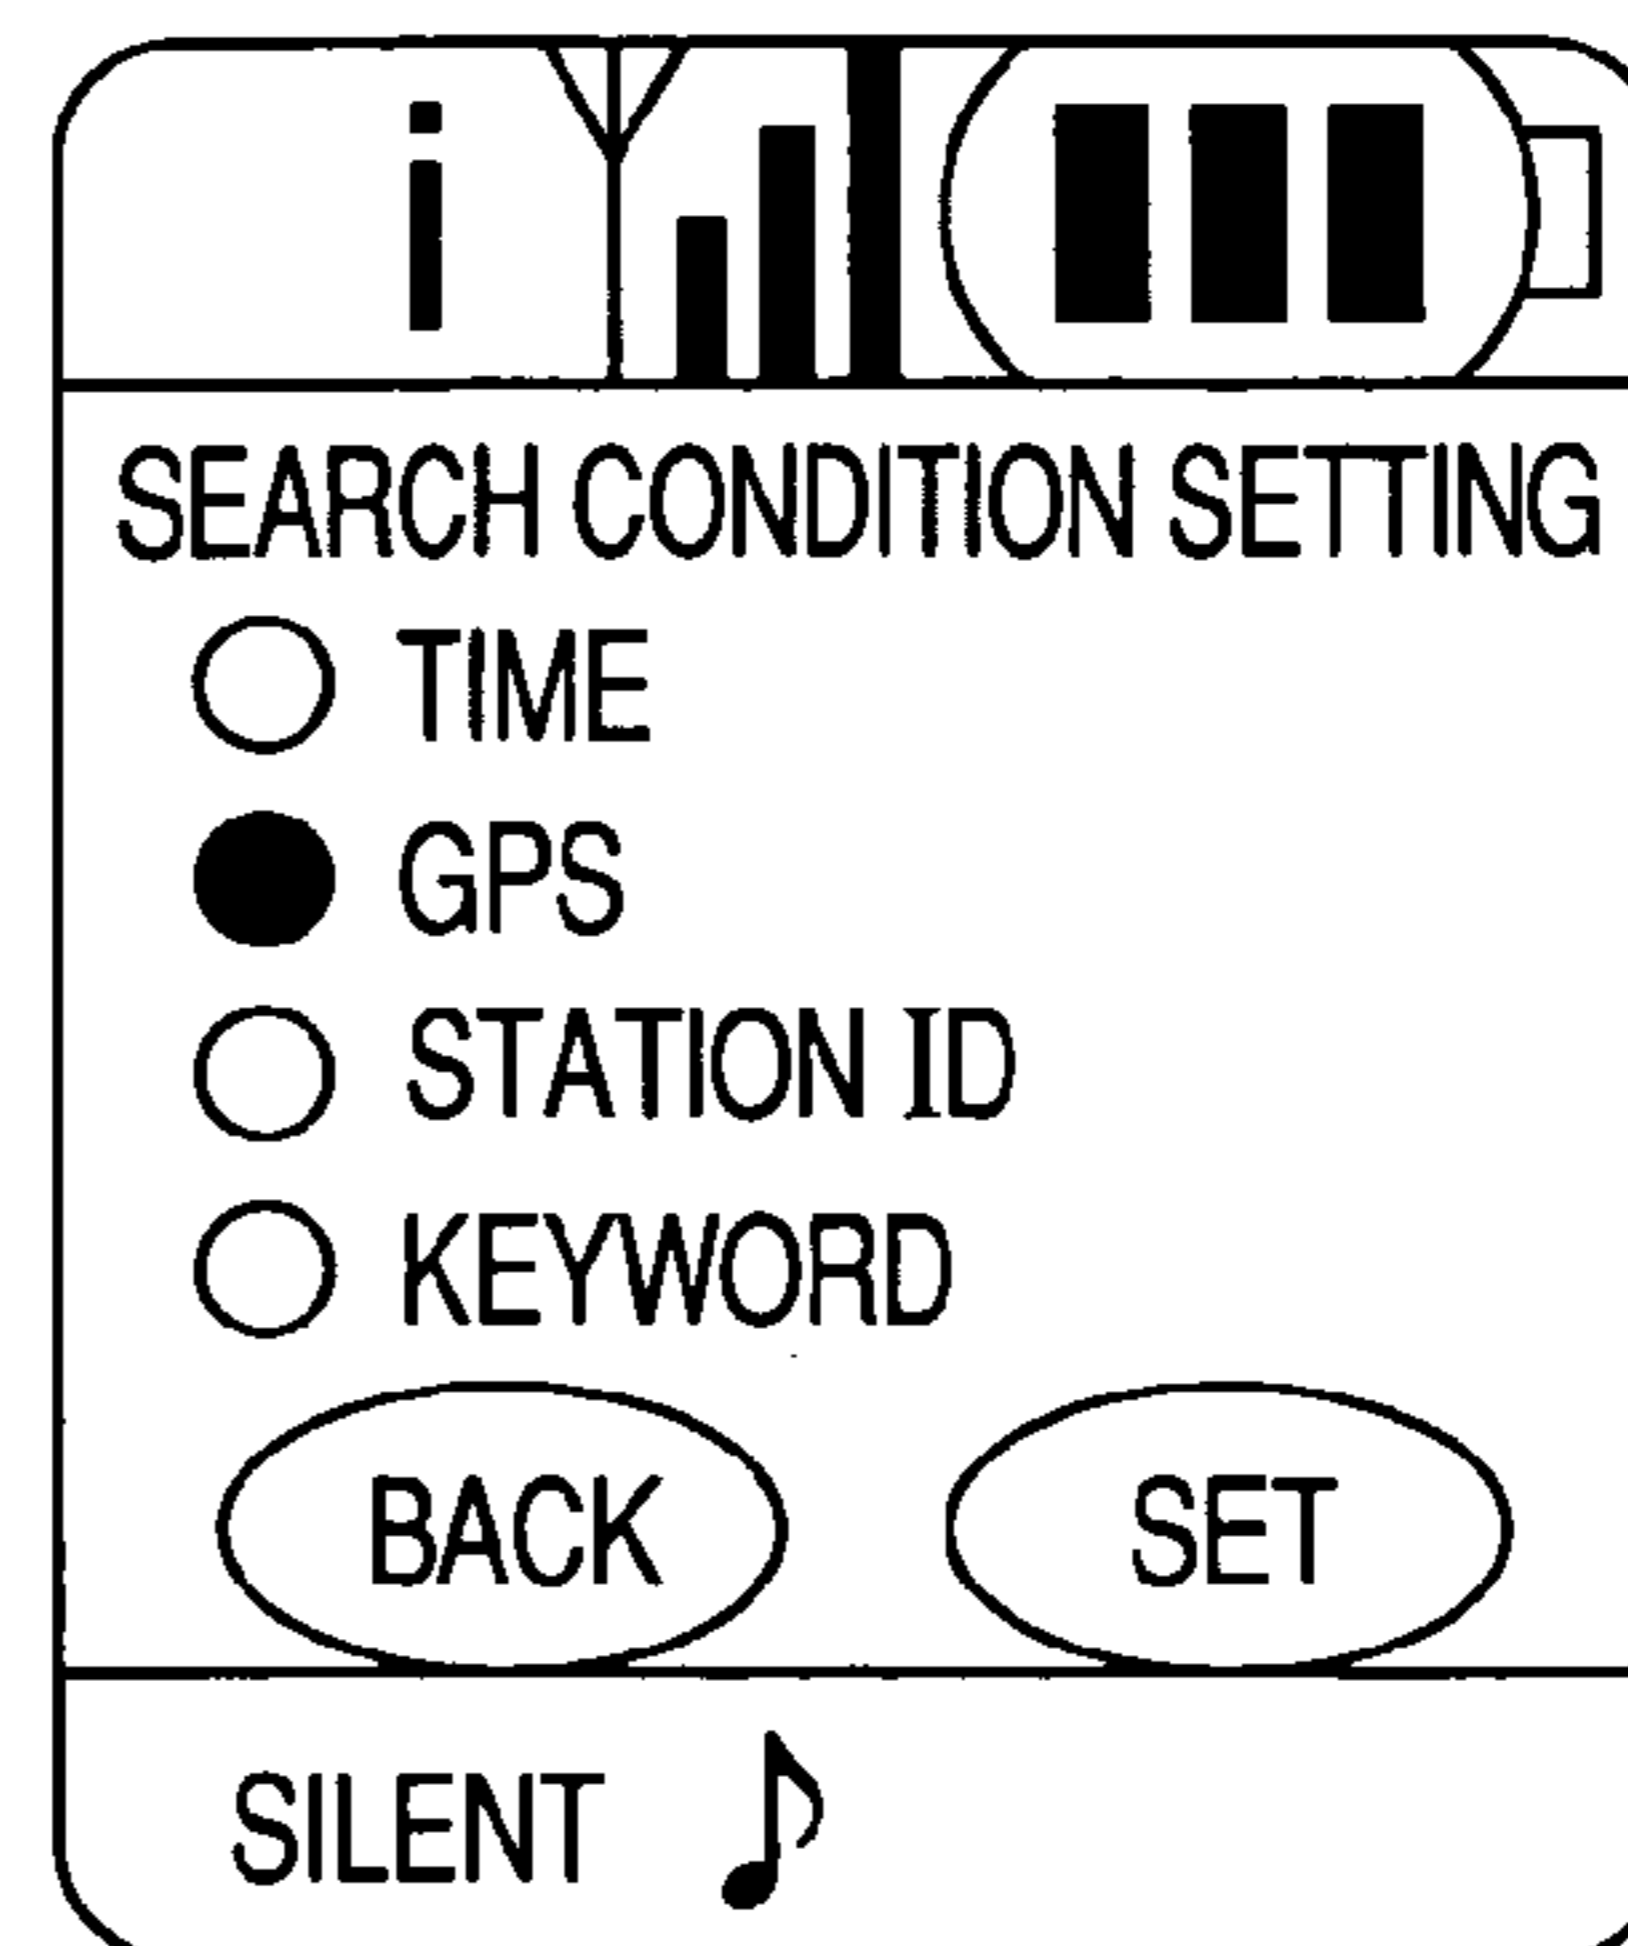 i
SEARCH CONDITION SETTING
TIME
GPS
STATION ID
KEYWORD
BACK SET
SILENT